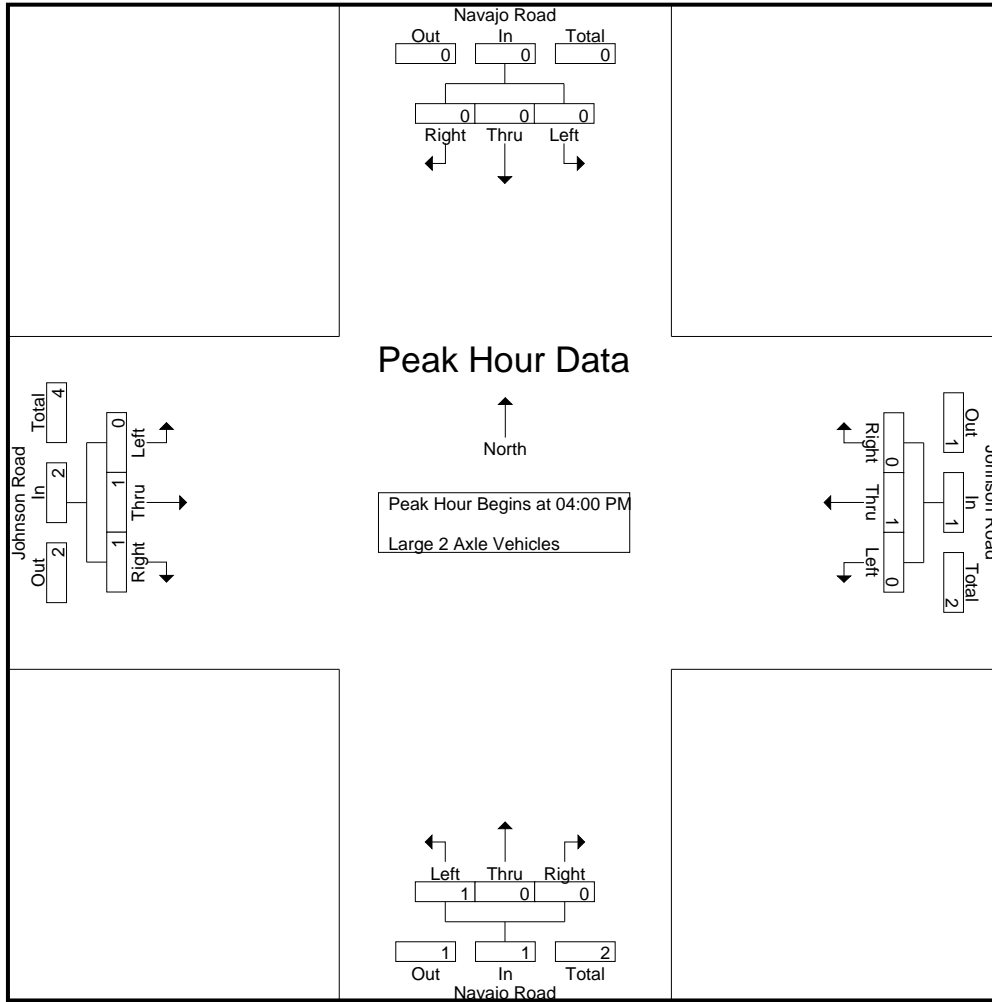 Navajo Road
Out In Total
0 0 0
0 0 0
Right Thru Left
Peak Hour Data
North
Peak Hour Begins at 04:00 PM
Large 2 Axle Vehicles
Johnson Road
Out In Total
2 2 4
Left Thru Right
0 1 1
Johnson Road
Out In Total
1 1 2
Right Thru Left
0 1 0
Left Thru Right
1 0 0
1 1 2
Out In Total
Navajo Road